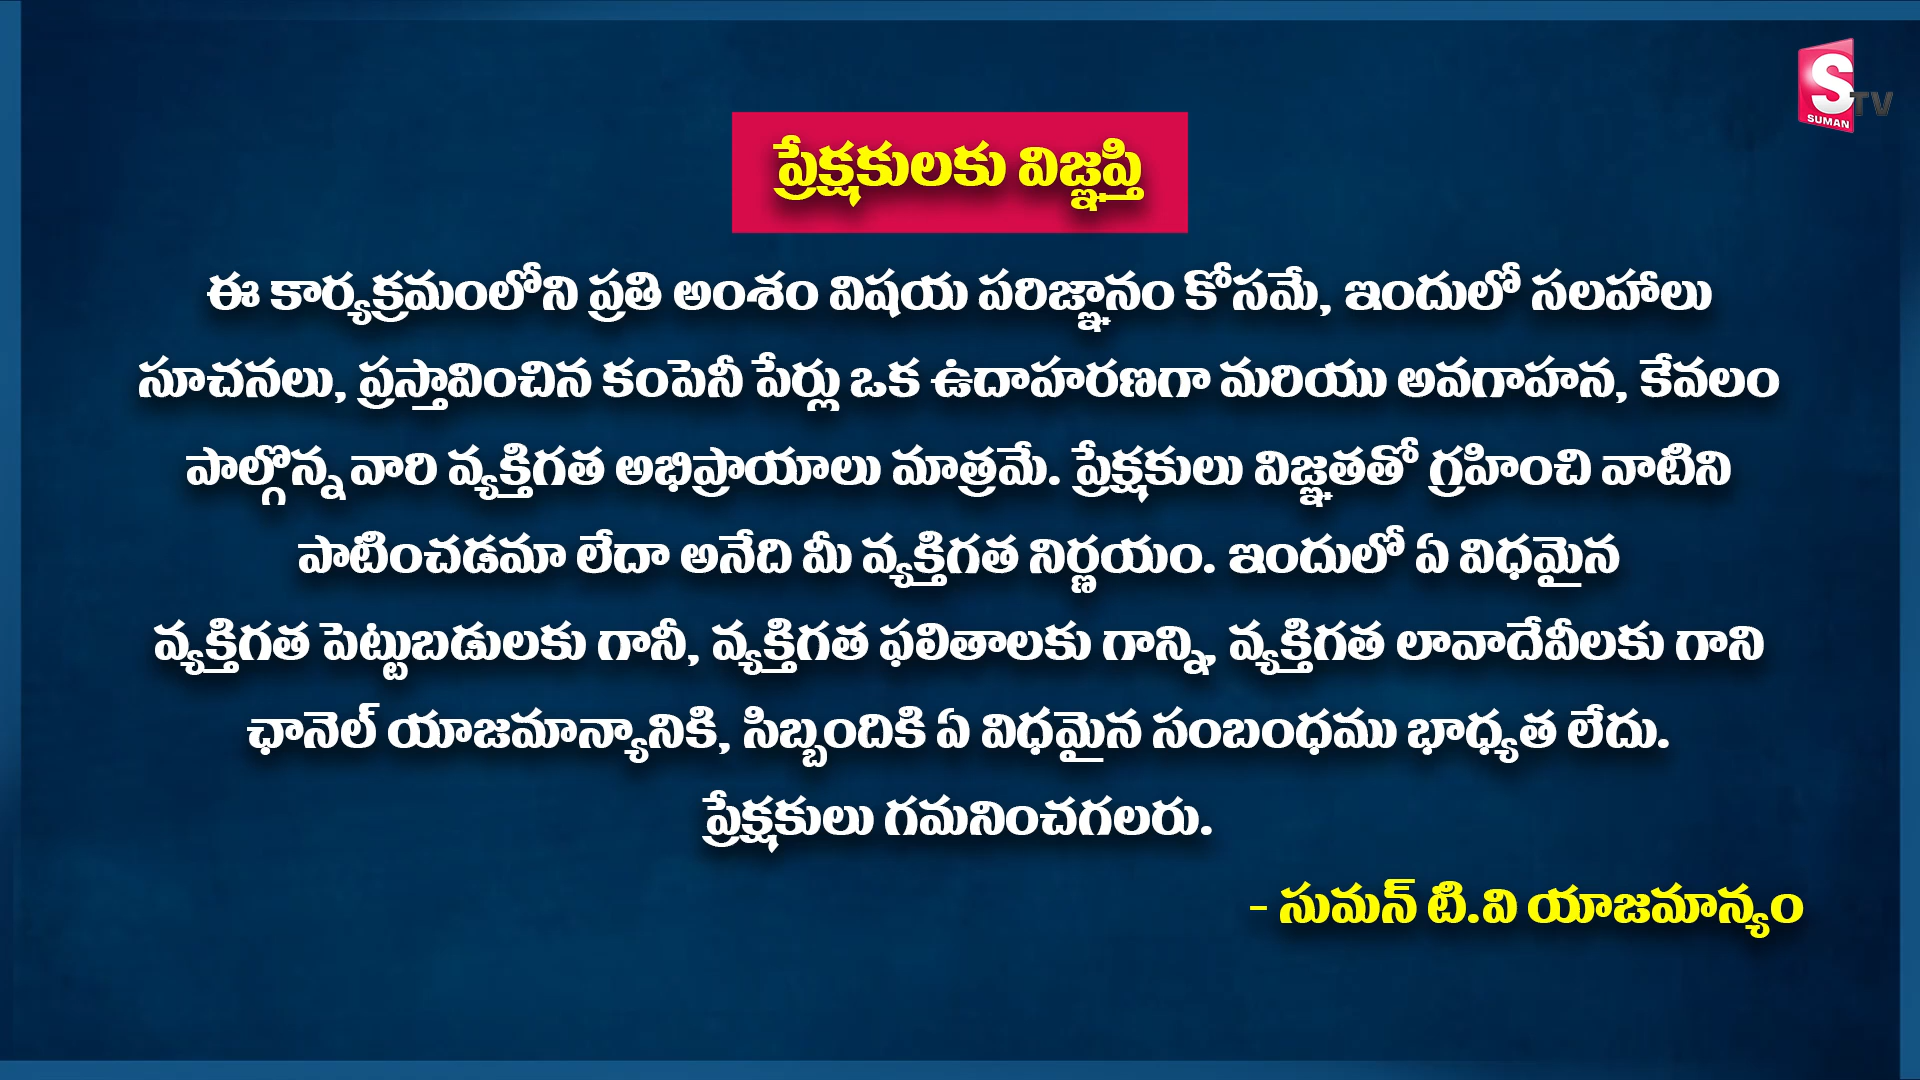 S TV
SUMAN
ప్రేక్షకులకు విజ్ఞప్తి
ఈ కార్యక్రమంలోని ప్రతి అంశం విషయ పరిజ్ఞానం కోసమే, ఇందులో సలహాలు
సూచనలు, ప్రస్తావించిన కంపెనీ పేర్లు ఒక ఉదాహరణగా మరియు అవగాహన, కేవలం
పాల్గొన్న వారి వ్యక్తిగత అభిప్రాయాలు మాత్రమే. ప్రేక్షకులు విజ్ఞతతో గ్రహించి వాటిని
పాటించడమా లేదా అనేది మీ వ్యక్తిగత నిర్ణయం. ఇందులో ఏ విధమైన
వ్యక్తిగత పెట్టుబడులకు గానీ, వ్యక్తిగత ఫలితాలకు గాన్ని, వ్యక్తిగత లావాదేవీలకు గాని
ఛానెల్ యాజమాన్యానికి, సిబ్బందికి ఏ విధమైన సంబంధము భాధ్యత లేదు.
ప్రేక్షకులు గమనించగలరు.
- సుమన్ టి.వి యాజమాన్యం